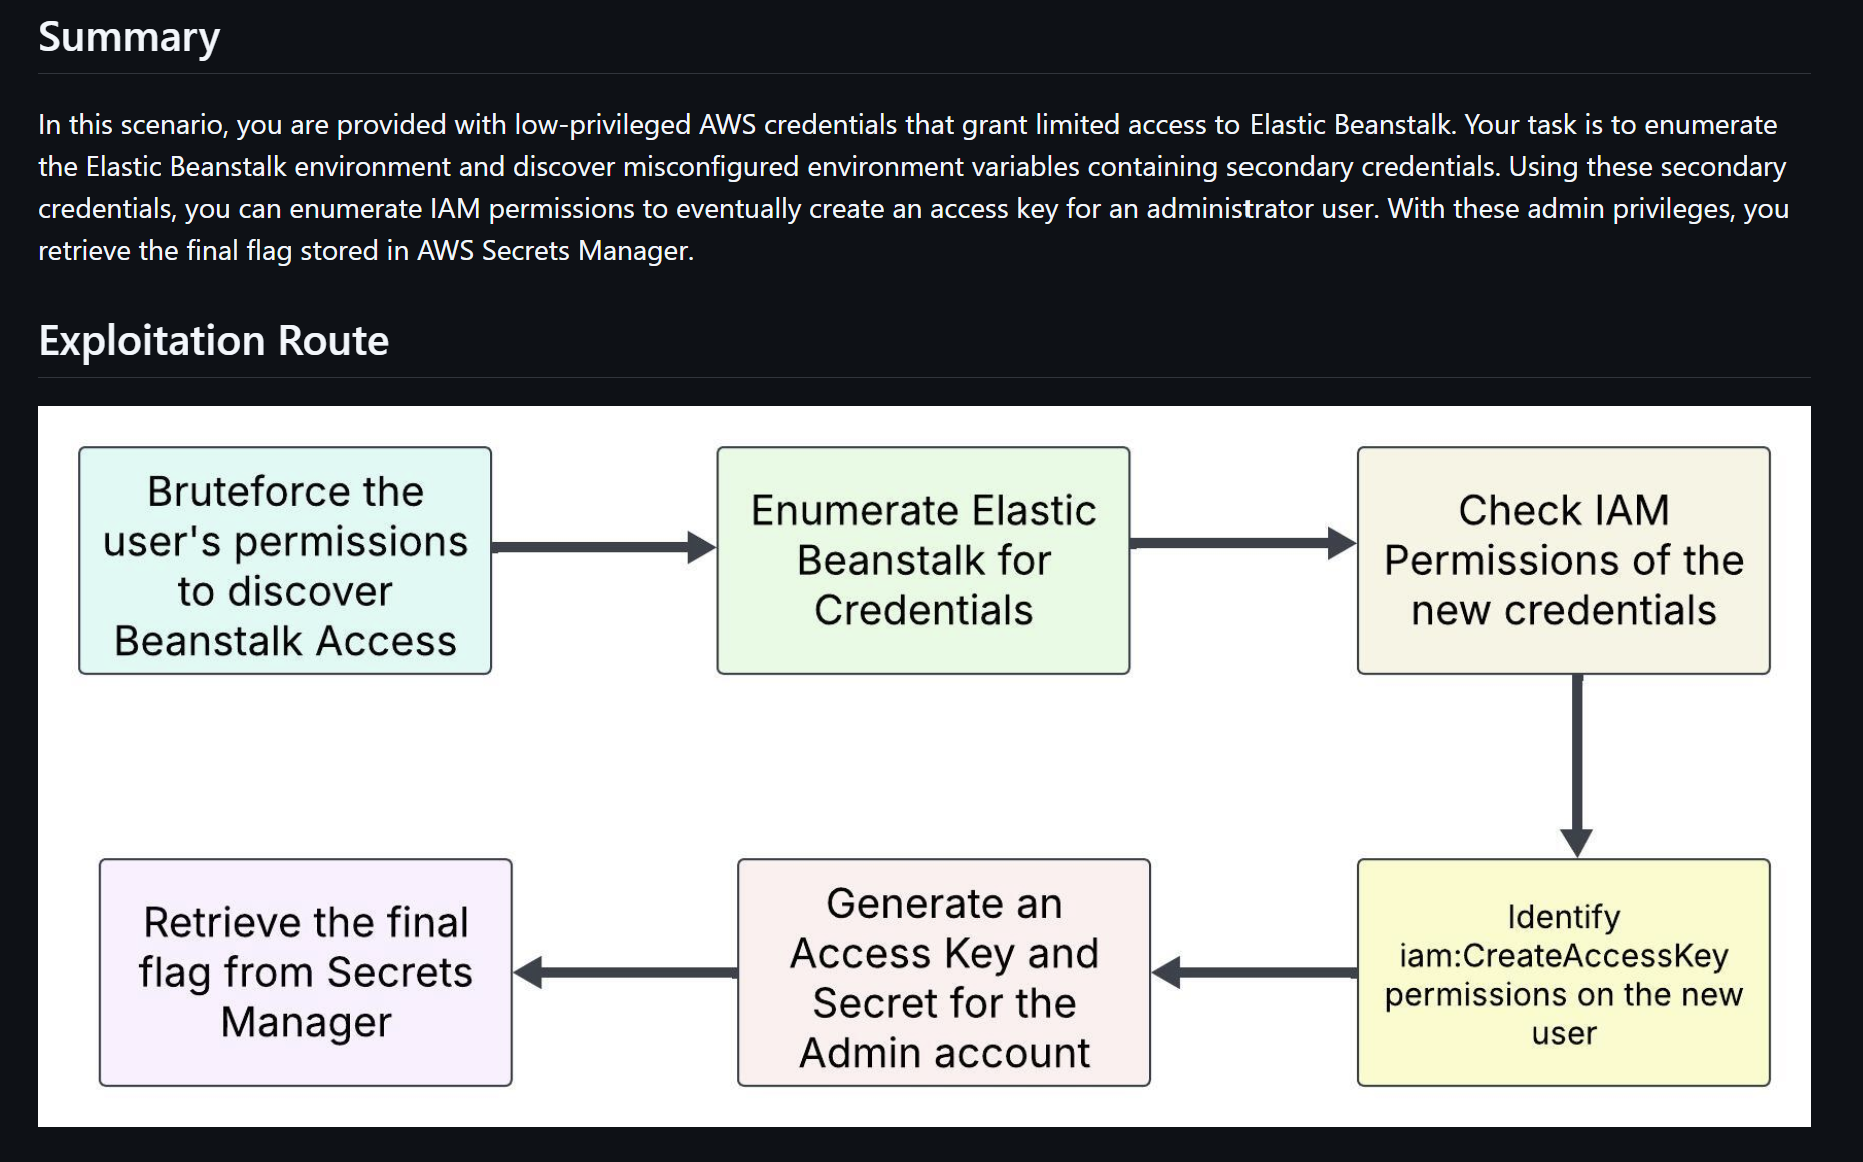 Summary
In this scenario, you are provided with low-privileged AWS credentials that grant limited access to Elastic Beanstalk. Your task is to enumerate
the Elastic Beanstalk environment and discover misconfigured environment variables containing secondary credentials. Using these secondary
credentials, you can enumerate IAM permissions to eventually create an access key for an administrator user. With these admin privileges, you
retrieve the final flag stored in AWS Secrets Manager.
Exploitation Route
Bruteforce the
user's permissions
to discover
Beanstalk Access
Enumerate Elastic
Beanstalk for
Credentials
Check IAM
Permissions of the
new credentials
Identify
iam:CreateAccessKey
permissions on the new
user
Generate an
Access Key and
Secret for the
Admin account
Retrieve the final
flag from Secrets
Manager